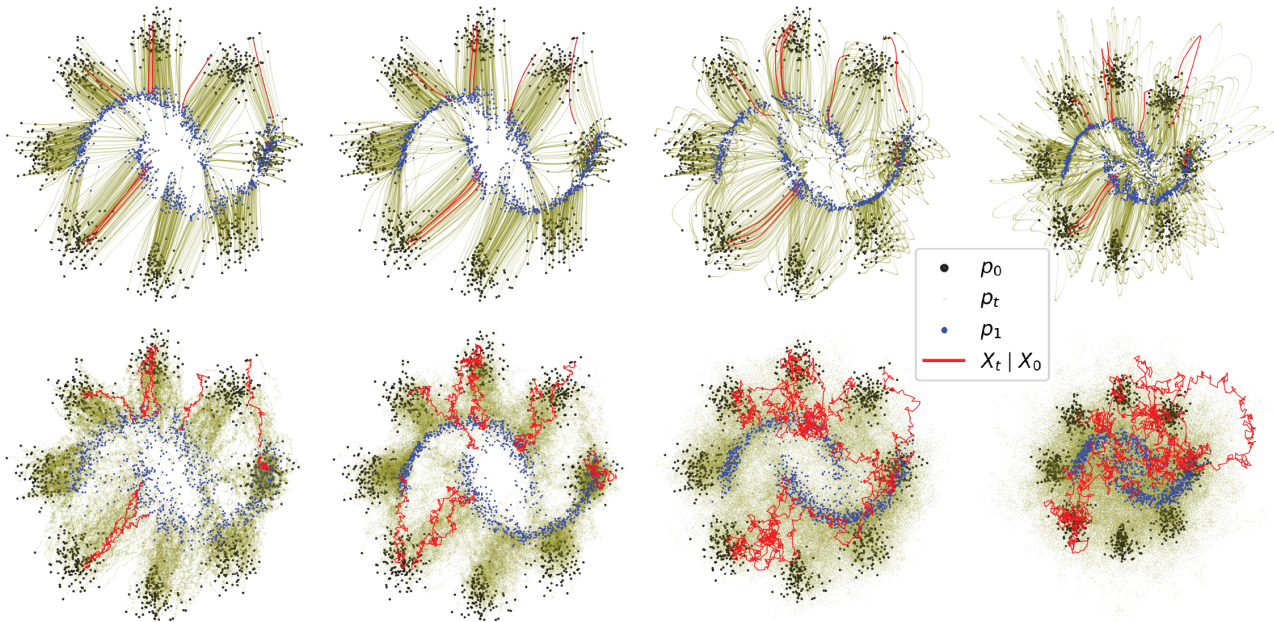 p₀
pₜ
p₁
Xₜ | X₀